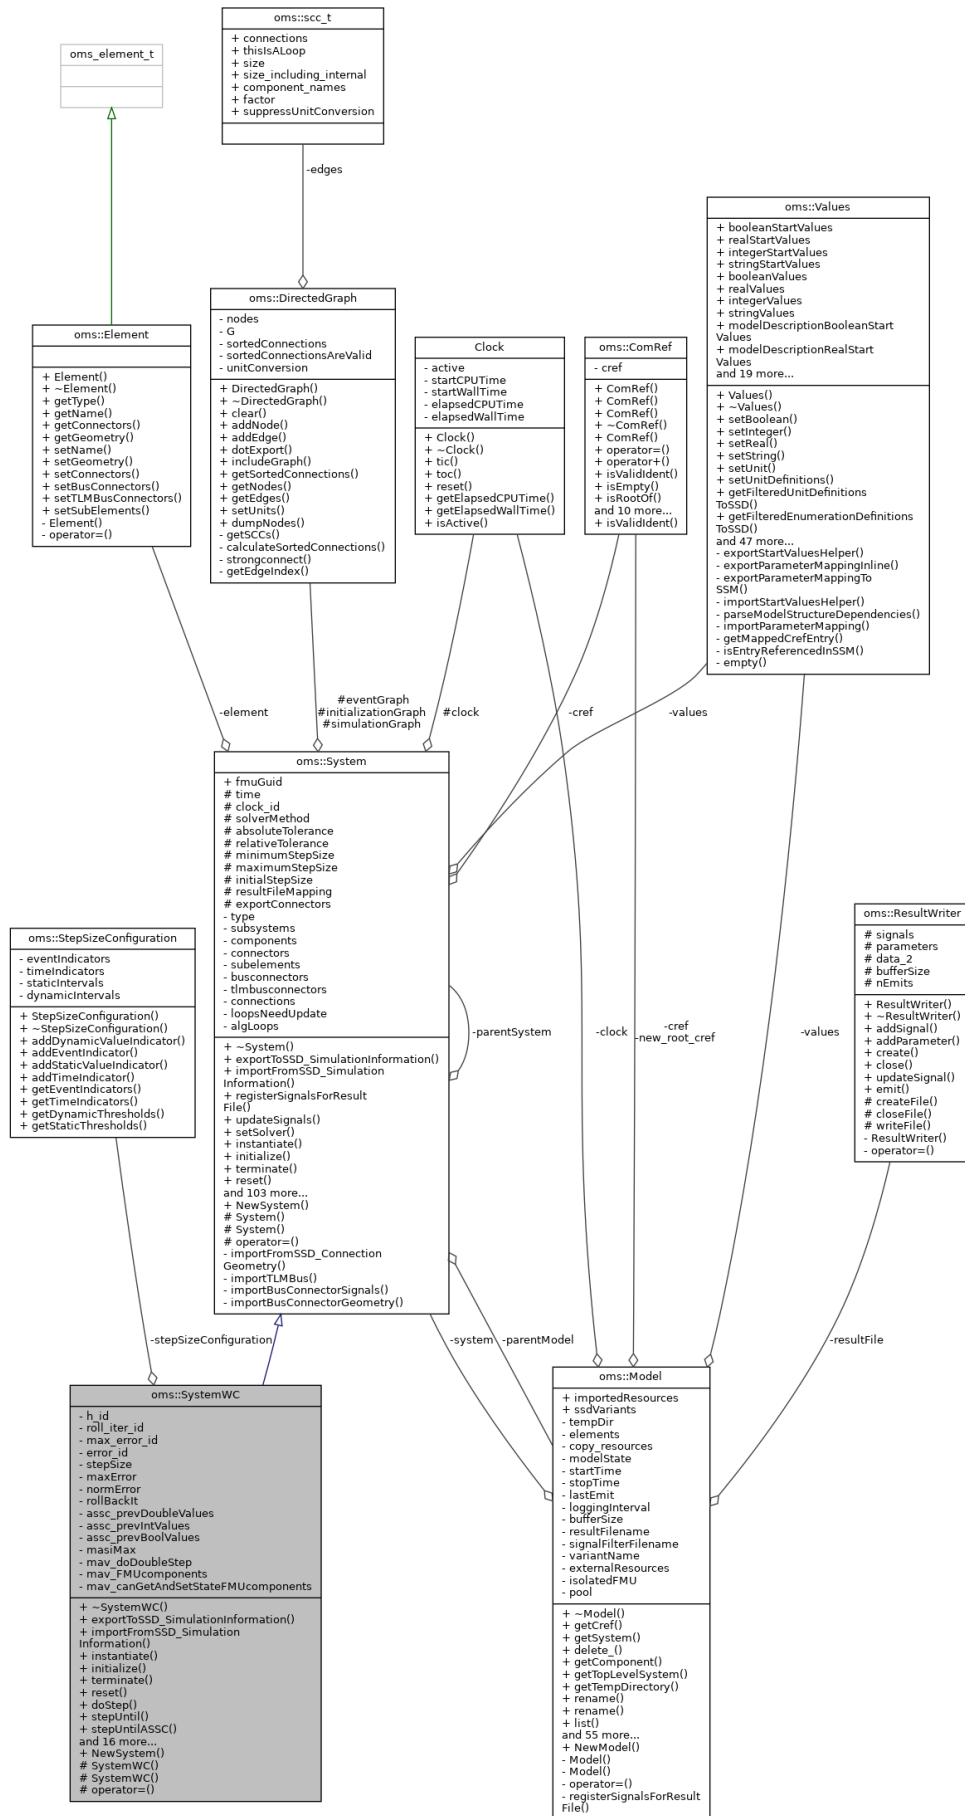 oms::scc_t
+ connections
+ thisIsALoop
+ size
+ size_including_internal
+ component_names
+ factor
+ suppressUnitConversion
oms_element_t
-edges
oms::Values
+ booleanStartValues
+ realStartValues
+ integerStartValues
+ stringStartValues
+ booleanValues
+ realValues
+ integerValues
+ stringValues
+ modelDescriptionBooleanStart
Values
+ modelDescriptionRealStart
Values
and 19 more...
+ Values()
+ ~Values()
+ setBoolean()
+ setInteger()
+ setReal()
+ setString()
+ setUnit()
+ setUnitDefinitions()
+ getFilteredUnitDefinitions
ToSSD()
+ getFilteredEnumerationDefinitions
ToSSD()
and 47 more...
- exportStartValuesHelper()
- exportParameterMappingInline()
- exportParameterMappingTo
SSM()
- importStartValuesHelper()
- parseModelStructureDependencies()
- importParameterMapping()
- getMappedCrefEntry()
- isEntryReferencedInSSM()
- empty()
oms::DirectedGraph
- nodes
- G
- sortedConnections
- sortedConnectionsAreValid
- unitConversion
+ DirectedGraph()
+ ~DirectedGraph()
+ clear()
+ addNode()
+ addEdge()
+ dotExport()
+ includeGraph()
+ getSortedConnections()
+ getNodes()
+ getEdges()
+ setUnits()
+ dumpNodes()
- getSCCs()
- calculateSortedConnections()
- strongconnect()
- getEdgeIndex()
oms::Element
+ Element()
+ ~Element()
+ getType()
+ getName()
+ getConnectors()
+ getGeometry()
+ setName()
+ setGeometry()
+ setConnectors()
+ setBusConnectors()
+ setTLMBusConnectors()
+ setSubElements()
- Element()
- operator=()
Clock
- active
- startCPUTime
- startWallTime
- elapsedCPUTime
- elapsedWallTime
+ Clock()
+ ~Clock()
+ tic()
+ toc()
+ reset()
+ getElapsedCPUTime()
+ getElapsedWallTime()
+ isActive()
oms::ComRef
- cref
+ ComRef()
+ ComRef()
+ ComRef()
+ ~ComRef()
+ ComRef()
+ operator=()
+ operator+()
+ isValidIdent()
+ isEmpty()
+ isRootOf()
and 10 more...
+ isValidIdent()
-element
#eventGraph
#initializationGraph
#simulationGraph
#clock
-cref
-values
oms::System
+ fmuGuid
# time
# clock_id
# solverMethod
# absoluteTolerance
# relativeTolerance
# minimumStepSize
# maximumStepSize
# initialStepSize
# resultFileMapping
# exportConnectors
- type
- subsystems
- components
- connectors
- subelements
- busconnectors
- tlmbusconnectors
- connections
- loopsNeedUpdate
- algLoops
+ ~System()
+ exportToSSD_SimulationInformation()
+ importFromSSD_Simulation
Information()
+ registerSignalsForResult
File()
+ updateSignals()
+ setSolver()
+ instantiate()
+ initialize()
+ terminate()
+ reset()
and 103 more...
+ NewSystem()
# System()
# System()
# operator=()
- importFromSSD_Connection
Geometry()
- importTLMBus()
- importBusConnectorSignals()
- importBusConnectorGeometry()
-parentSystem
-clock
-cref
-new_root_cref
-values
oms::StepSizeConfiguration
- eventIndicators
- timeIndicators
- staticIntervals
- dynamicIntervals
+ StepSizeConfiguration()
+ ~StepSizeConfiguration()
+ addDynamicValueIndicator()
+ addEventIndicator()
+ addStaticValueIndicator()
+ addTimeIndicator()
+ getEventIndicators()
+ getTimeIndicators()
+ getDynamicThresholds()
+ getStaticThresholds()
oms::ResultWriter
# signals
# parameters
# data_2
# bufferSize
# nEmits
+ ResultWriter()
+ ~ResultWriter()
+ addSignal()
+ addParameter()
+ create()
+ close()
+ updateSignal()
+ emit()
# createFile()
# closeFile()
# writeFile()
- ResultWriter()
- operator=()
-stepSizeConfiguration
-system
-parentModel
-resultFile
oms::SystemWC
- h_id
- roll_iter_id
- max_error_id
- error_id
- stepSize
- maxError
- normError
- rollBackIt
- assc_prevDoubleValues
- assc_prevIntValues
- assc_prevBoolValues
- masiMax
- mav_doDoubleStep
- mav_FMUcomponents
- mav_canGetAndSetStateFMUcomponents
+ ~SystemWC()
+ exportToSSD_SimulationInformation()
+ importFromSSD_Simulation
Information()
+ instantiate()
+ initialize()
+ terminate()
+ reset()
+ doStep()
+ stepUntil()
+ stepUntilASSC()
and 16 more...
+ NewSystem()
# SystemWC()
# SystemWC()
# operator=()
oms::Model
+ importedResources
+ ssdVariants
- tempDir
- elements
- copy_resources
- modelState
- startTime
- stopTime
- lastEmit
- loggingInterval
- bufferSize
- resultFilename
- signalFilterFilename
- variantName
- externalResources
- isolatedFMU
- pool
+ ~Model()
+ getCref()
+ getSystem()
+ delete_()
+ getComponent()
+ getTopLevelSystem()
+ getTempDirectory()
+ rename()
+ rename()
+ list()
and 55 more...
+ NewModel()
- Model()
- Model()
- operator=()
- registerSignalsForResult
File()